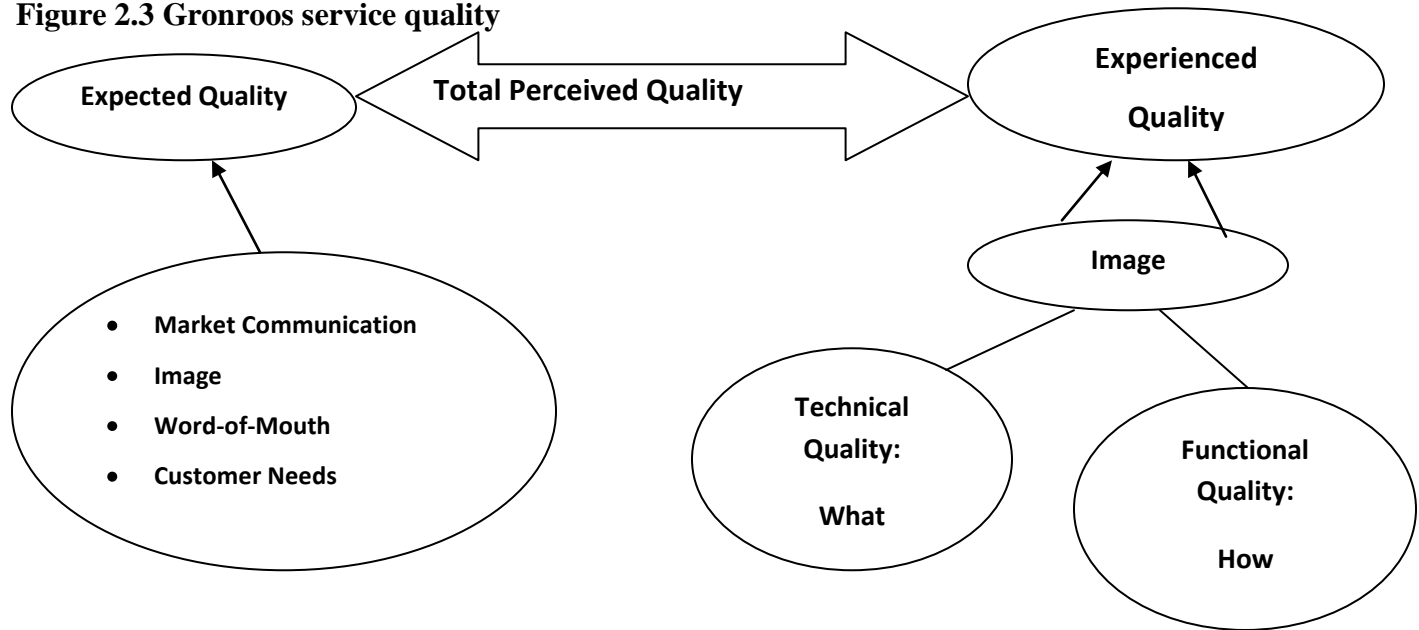 Figure 2.3 Gronroos service quality
Expected Quality
Total Perceived Quality
Experienced
Quality
Image
• Market Communication
• Image
• Word-of-Mouth
• Customer Needs
Technical
Quality:
What
Functional
Quality:
How